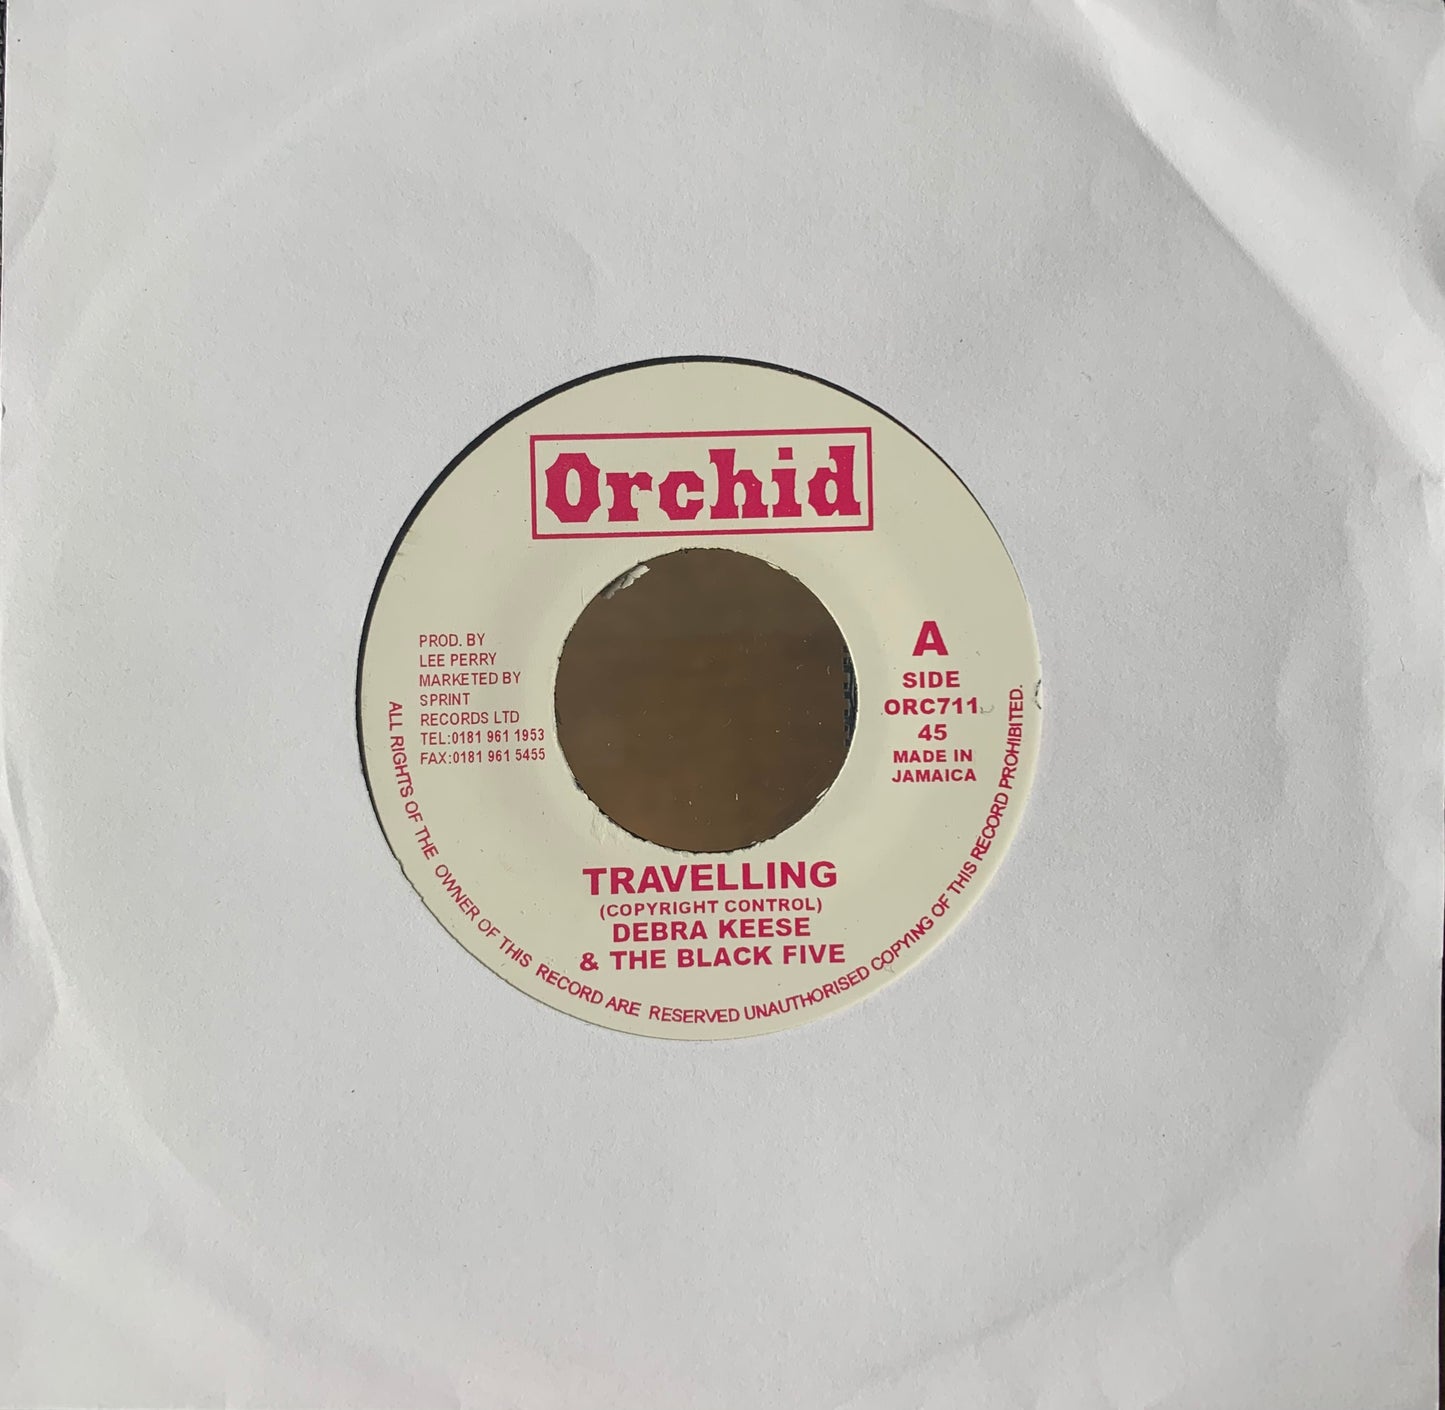 Orchid
PROD. BY
LEE PERRY
MARKETED BY
SPRINT
RECORDS LTD
TEL:0181 961 1953
FAX:0181 961 5455
A
SIDE
ORC711
45
MADE IN
JAMAICA
TRAVELLING
(COPYRIGHT CONTROL)
DEBRA KEESE
& THE BLACK FIVE
ALL RIGHTS OF THE OWNER OF THIS RECORD ARE RESERVED UNAUTHORISED COPYING OF THIS RECORD PROHIBITED.